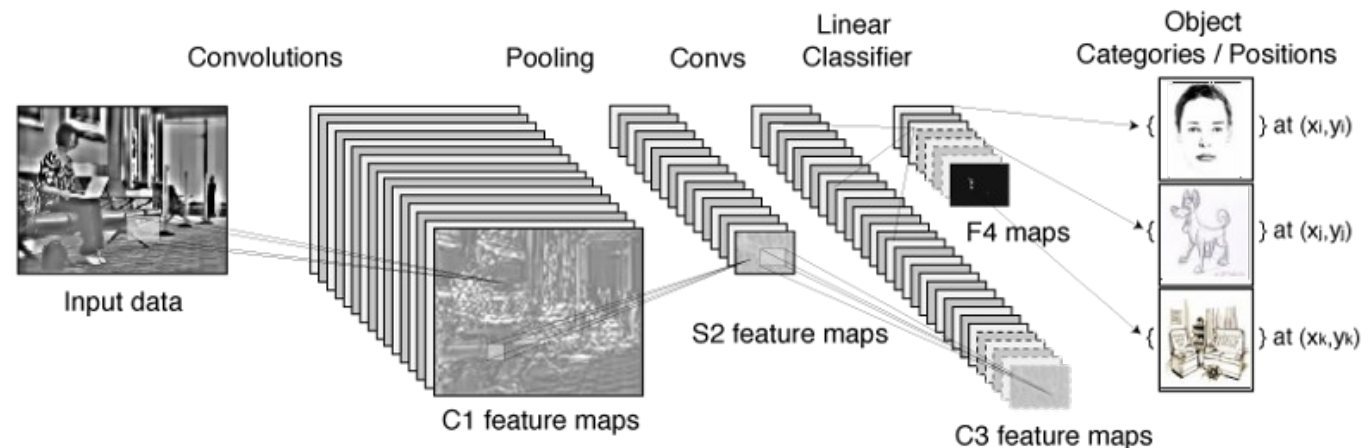 Convolutions
Pooling
Convs
Linear
Classifier
Object
Categories / Positions
{ } at (xi,yi)
{ } at (xj,yj)
{ } at (xk,yk)
Input data
C1 feature maps
S2 feature maps
C3 feature maps
F4 maps